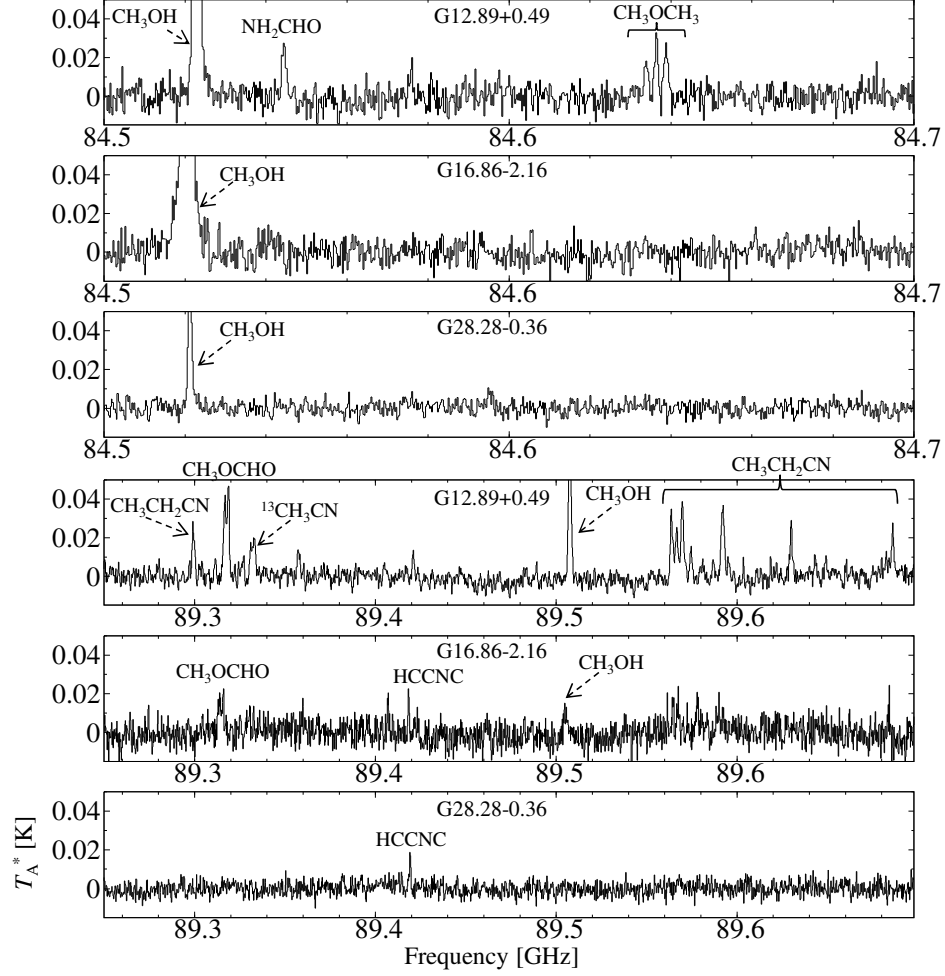 0.04
0.02
0
CH₃OH
NH₂CHO
G12.89+0.49
CH₃OCH₃
84.5
84.6
84.7
0.04
0.02
0
CH₃OH
G16.86-2.16
84.5
84.6
84.7
0.04
0.02
0
CH₃OH
G28.28-0.36
84.5
84.6
84.7
0.04
0.02
0
CH₃CH₂CN
CH₃OCHO
¹³CH₃CN
G12.89+0.49
CH₃OH
CH₃CH₂CN
89.3
89.4
89.5
89.6
0.04
0.02
0
CH₃OCHO
HCCNC
G16.86-2.16
CH₃OH
89.3
89.4
89.5
89.6
0.04
0.02
0
G28.28-0.36
HCCNC
89.3
89.4
89.5
89.6
T_A* [K]
Frequency [GHz]